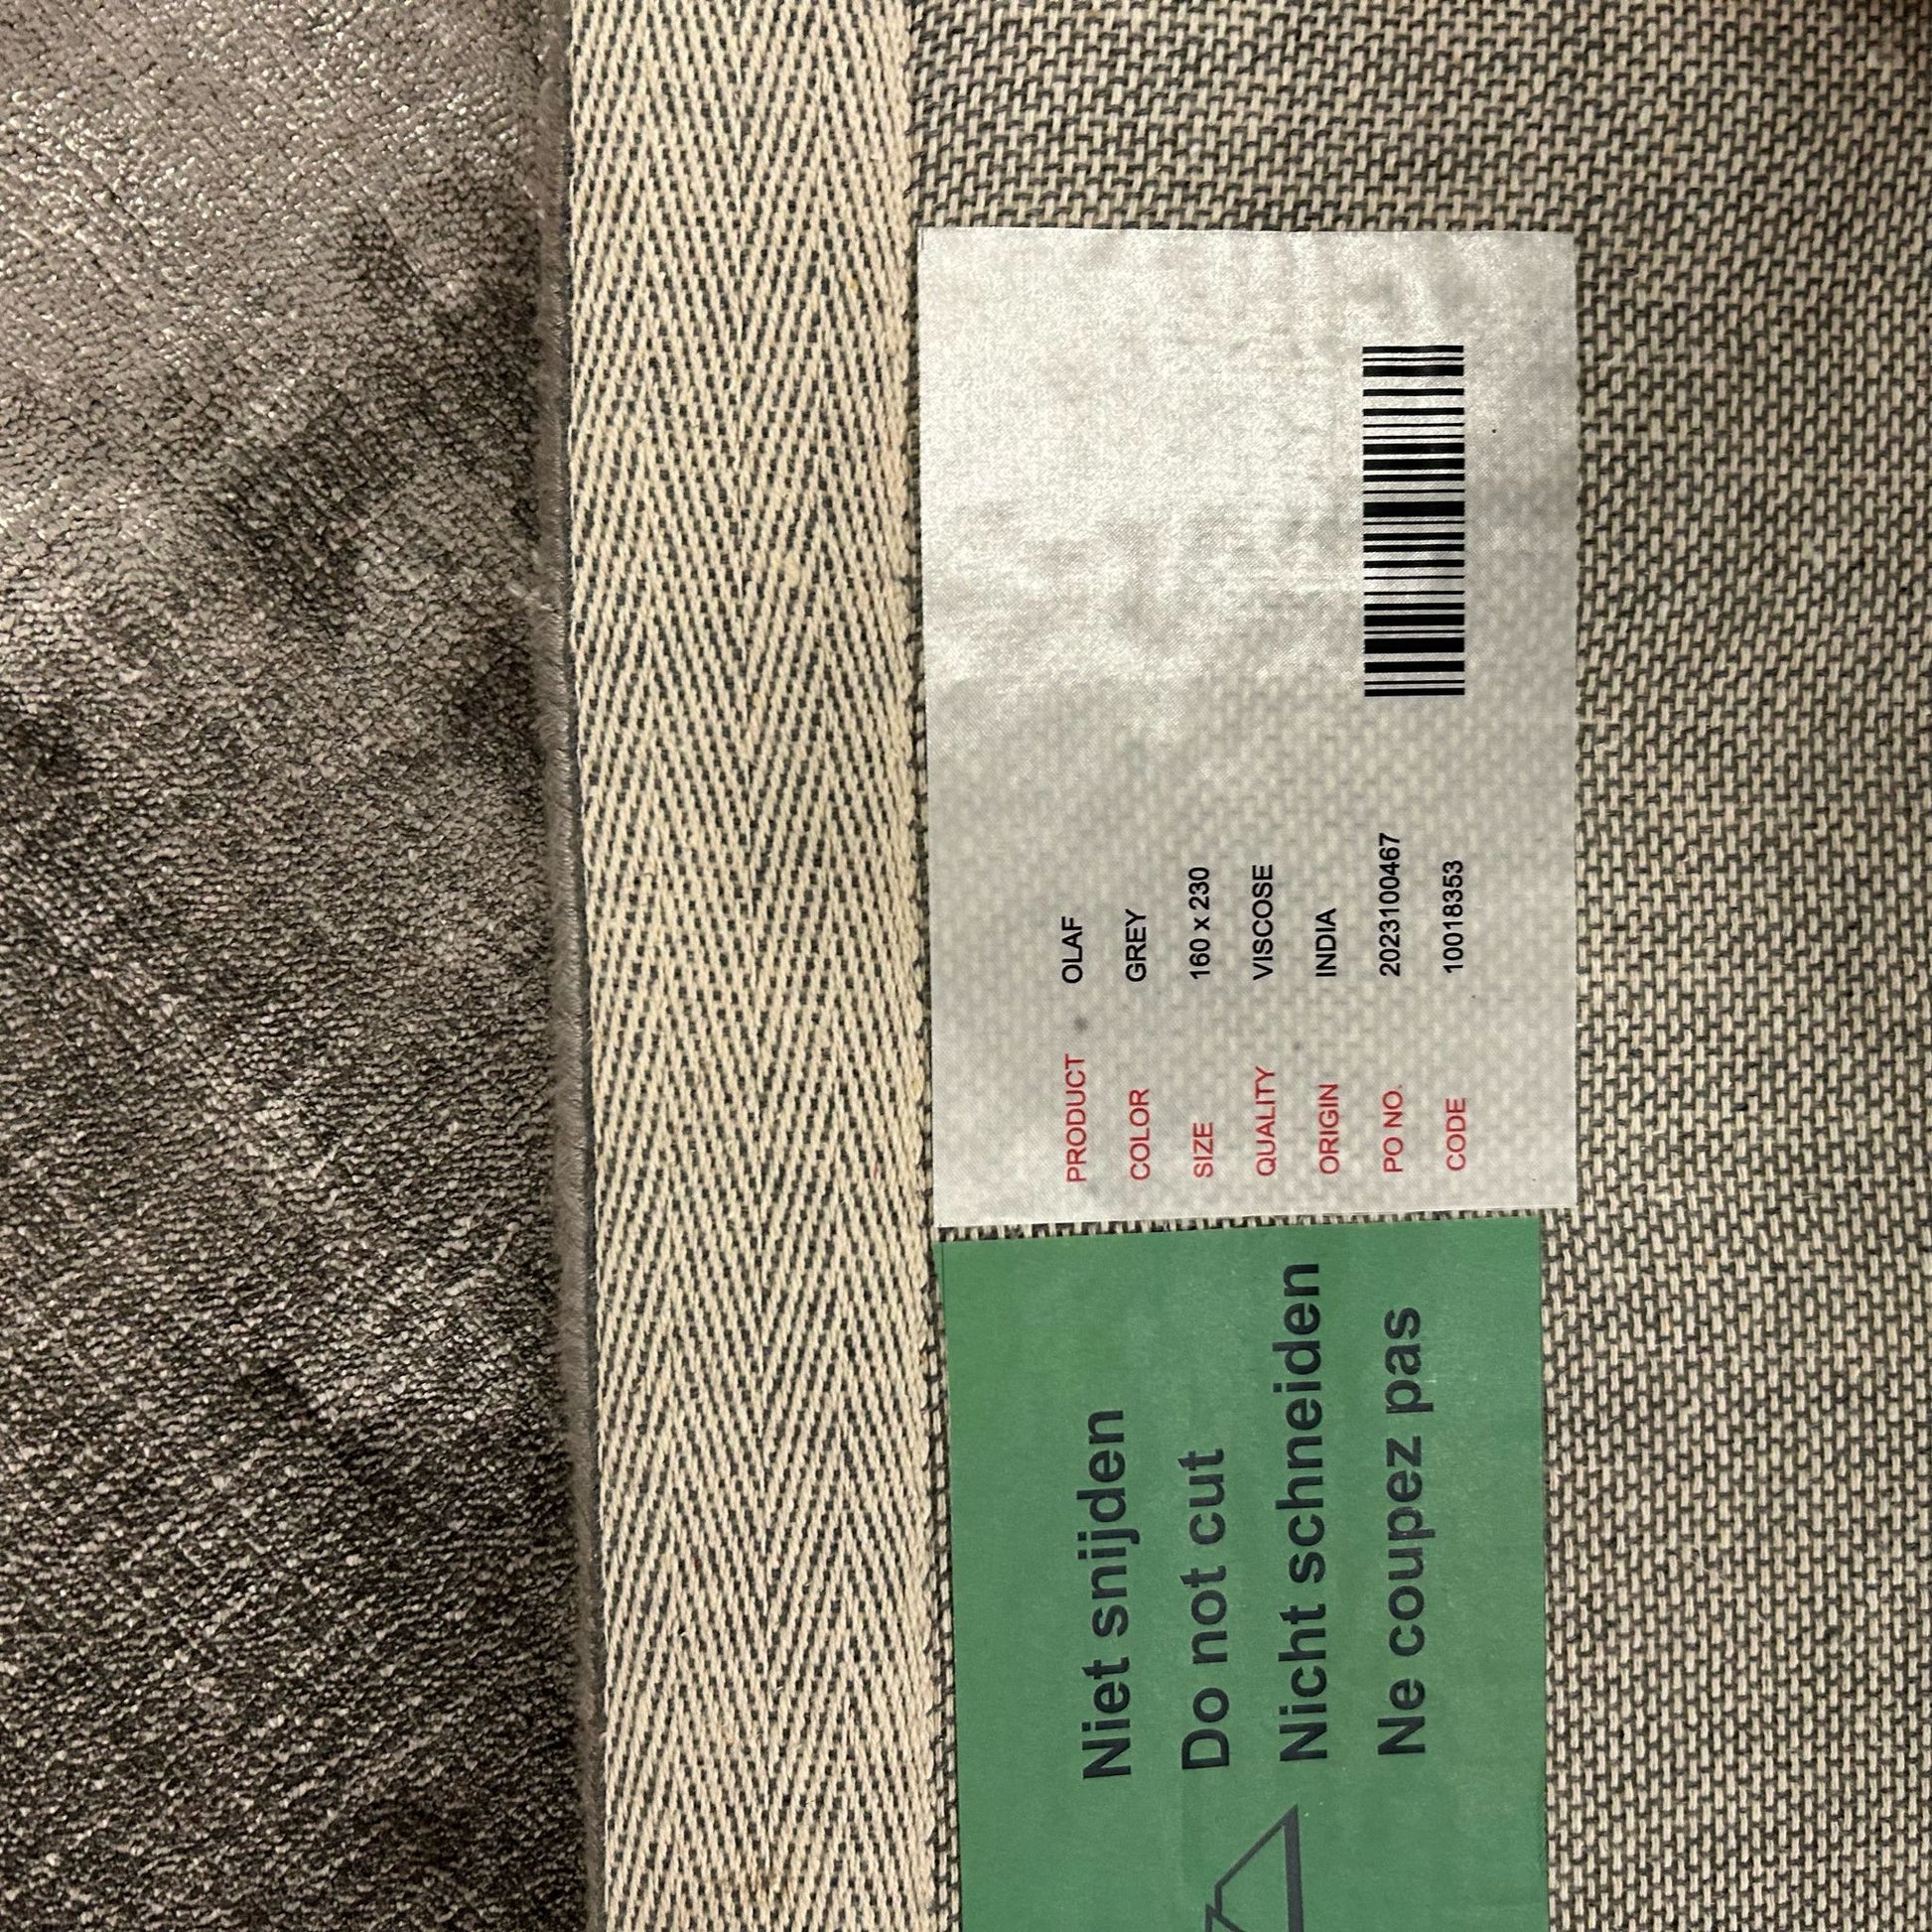 PRODUCT OLAF
COLOR GREY
SIZE 160 x 230
QUALITY VISCOSE
ORIGIN INDIA
PO NO. 2023100467
CODE 10018353
Niet snijden
Do not cut
Nicht schneiden
Ne coupez pas